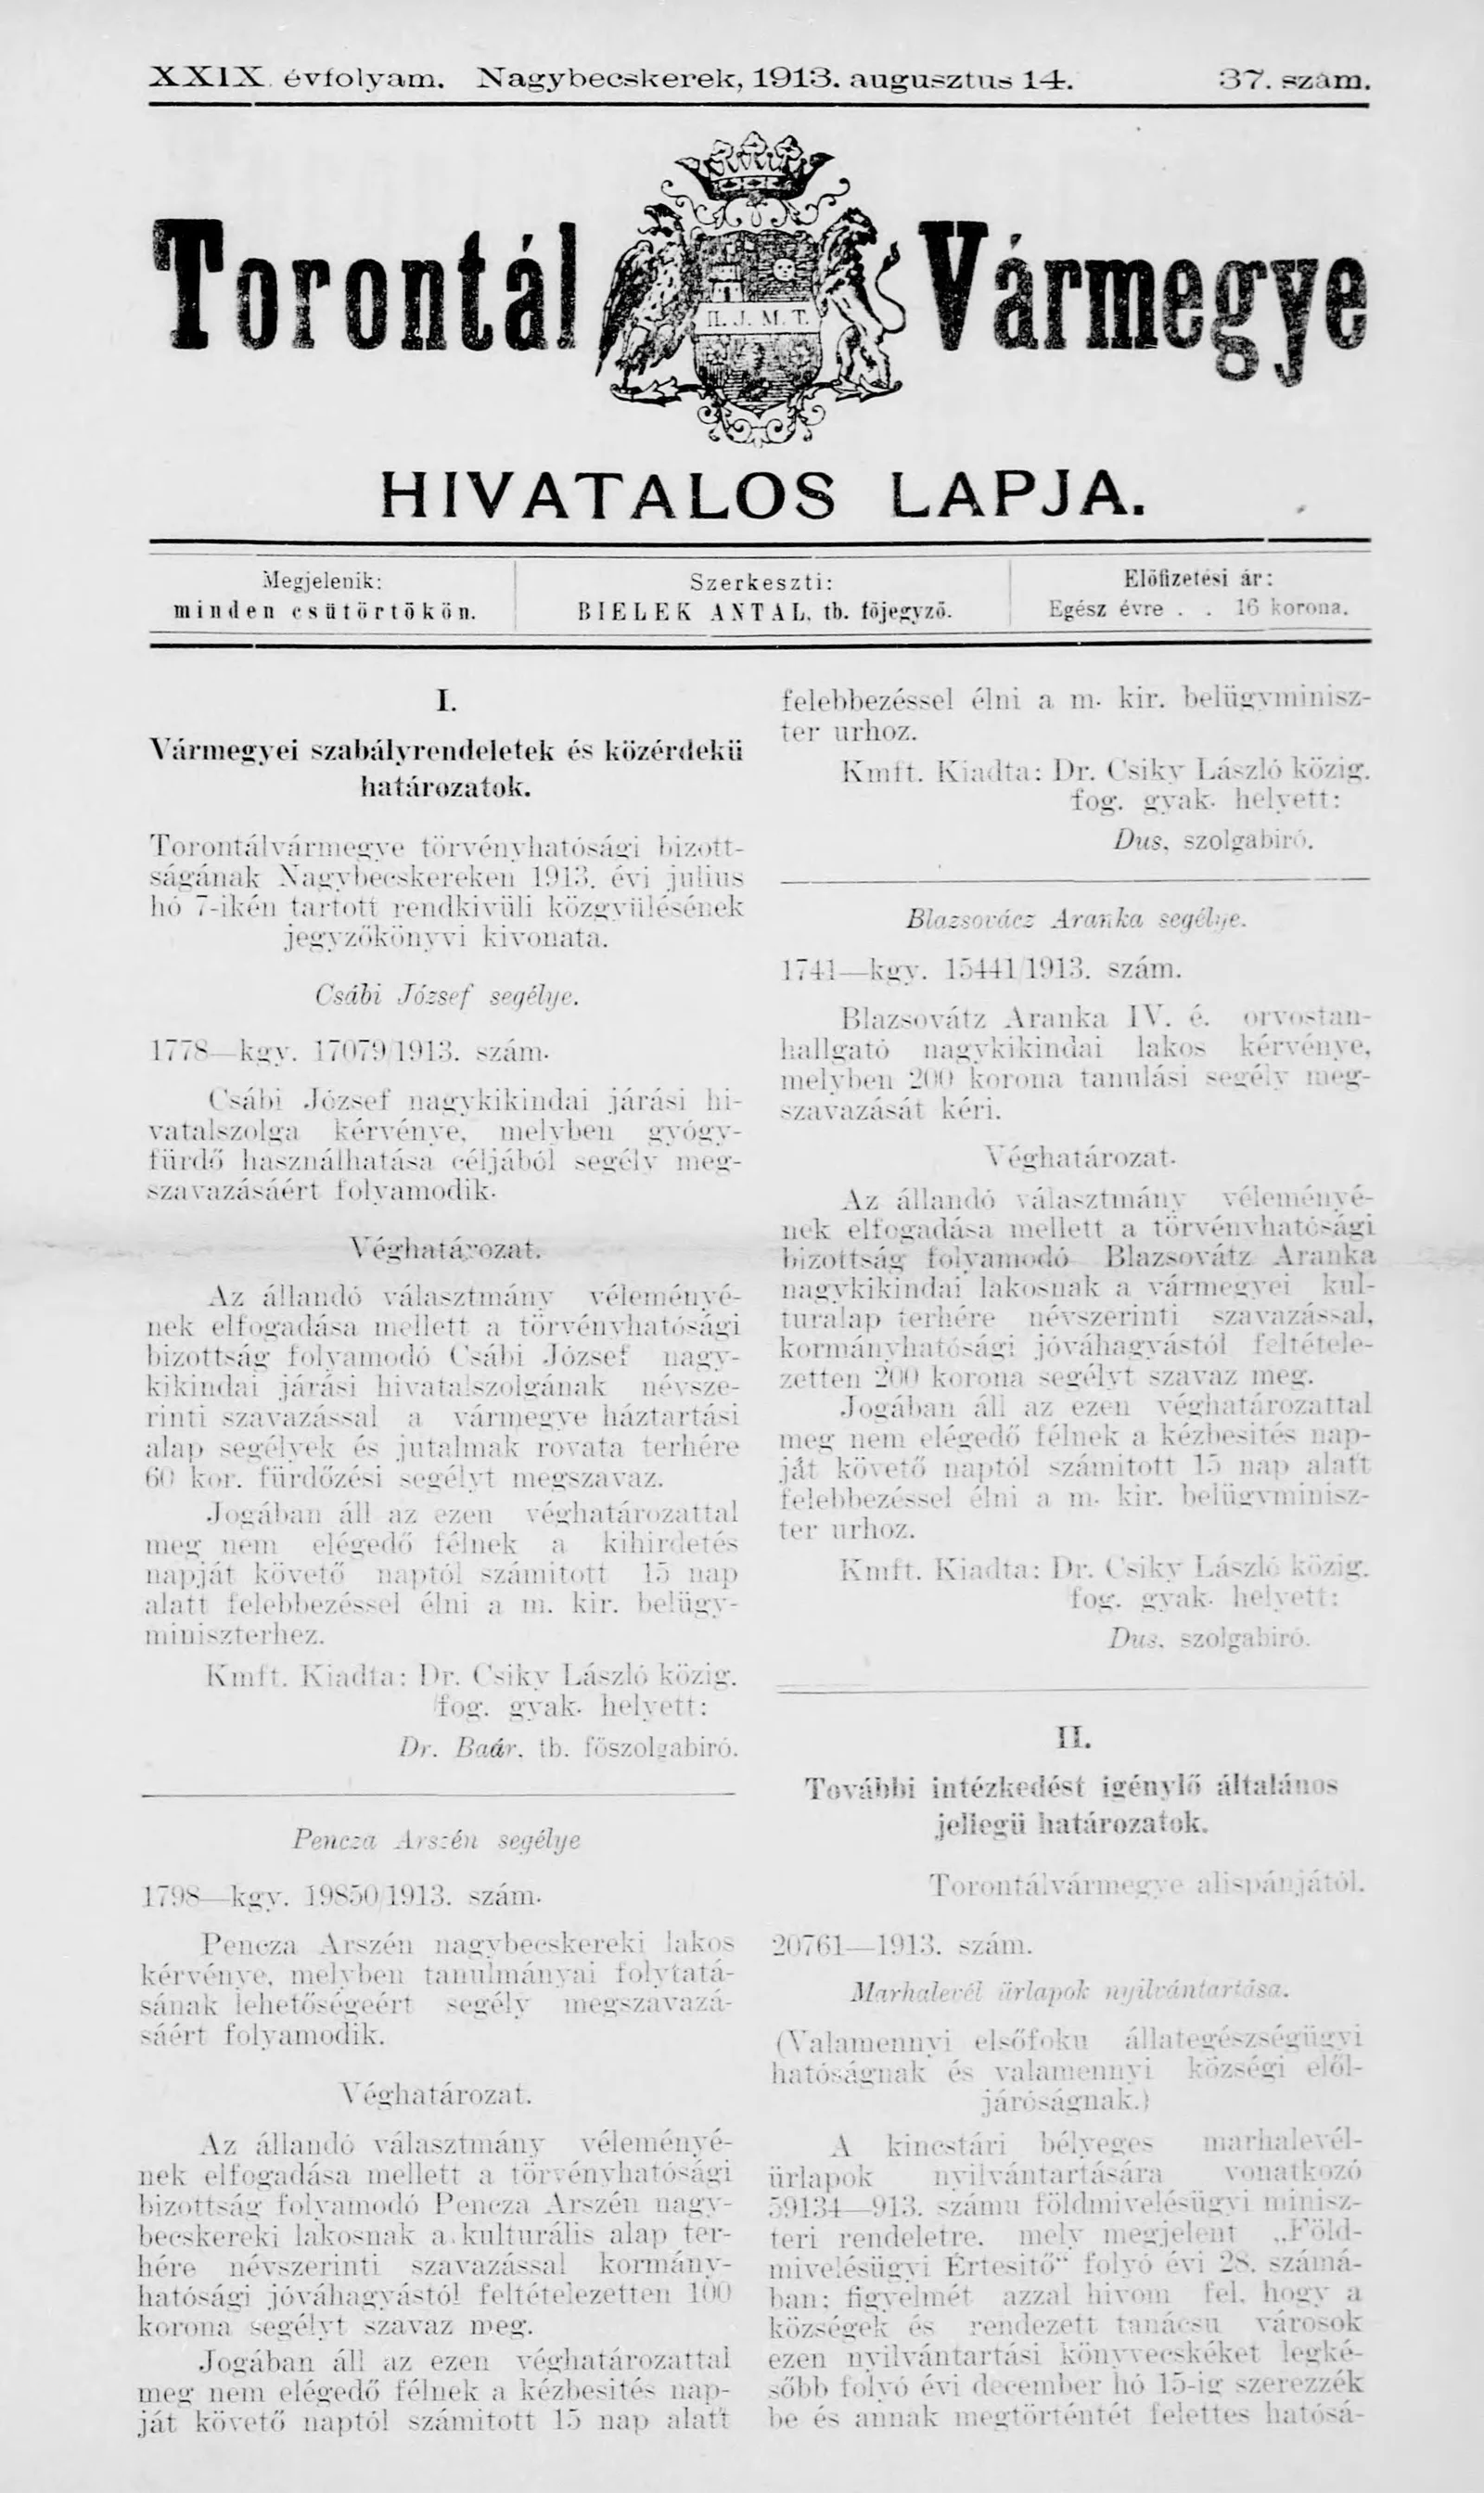 XXIX. évfolyam. Nagybecskerek, 1913. augusztus 14. 37. szám.
Torontál Vármegye
II. J. M. T.
HIVATALOS LAPJA.
Megjelenik:
minden csütörtökön.
Szerkeszti:
BIELEK ANTAL, tb. főjegyző.
Előfizetési ár:
Egész évre . . 16 korona.
I.
Vármegyei szabályrendeletek és közérdekü
határozatok.
Torontálvármegye törvényhatósági bizott-
ságának Nagybecskereken 1913. évi julius
hó 7-ikén tartott rendkivüli közgyülésének
jegyzőkönyvi kivonata.
Csábi József segélye.
1778—kgy. 17079/1913. szám.
Csábi József nagykikindai járási hi-
vatalszolga kérvénye, melyben gyógy-
fürdő használhatása céljából segély meg-
szavazásáért folyamodik.
Véghatározat.
Az állandó választmány véleményé-
nek elfogadása mellett a törvényhatósági
bizottság folyamodó Csábi József nagy-
kikindai járási hivatalszolgának névsze-
rinti szavazással a vármegye háztartási
alap segélyek és jutalmak rovata terhére
60 kor. fürdőzési segélyt megszavaz.
Jogában áll az ezen véghatározattal
meg nem elégedő félnek a kihirdetés
napját követő naptól számitott 15 nap
alatt felebbezéssel élni a m. kir. belügy-
miniszterhez.
Kmft. Kiadta: Dr. Csiky László közig.
fog. gyak. helyett:
Dr. Baár, tb. főszolgabiró.
Pencza Arszén segélye
1798—kgy. 19850/1913. szám.
Pencza Arszén nagybecskereki lakos
kérvénye, melyben tanulmányai folytatá-
sának lehetőségeért segély megszavazá-
sáért folyamodik.
Véghatározat.
Az állandó választmány véleményé-
nek elfogadása mellett a törvényhatósági
bizottság folyamodó Pencza Arszén nagy-
becskereki lakosnak a kulturális alap ter-
hére névszerinti szavazással kormány-
hatósági jóváhagyástól feltételezetten 100
korona segélyt szavaz meg.
Jogában áll az ezen véghatározattal
meg nem elégedő félnek a kézbesités nap-
ját követő naptól számitott 15 nap alatt
felebbezéssel élni a m. kir. belügyminisz-
ter urhoz.
Kmft. Kiadta: Dr. Csiky László közig.
fog. gyak. helyett:
Dus, szolgabiró.
Blazsovácz Aranka segélye.
1741—kgy. 15441/1913. szám.
Blazsovátz Aranka IV. é. orvostan-
hallgató nagykikindai lakos kérvénye,
melyben 200 korona tanulási segély meg-
szavazását kéri.
Véghatározat.
Az állandó választmány véleményé-
nek elfogadása mellett a törvényhatósági
bizottság folyamodó Blazsovátz Aranka
nagykikindai lakosnak a vármegyei kul-
turalap terhére névszerinti szavazással,
kormányhatósági jóváhagyástól feltétele-
zetten 200 korona segélyt szavaz meg.
Jogában áll az ezen véghatározattal
meg nem elégedő félnek a kézbesités nap-
ját követő naptól számitott 15 nap alatt
felebbezéssel élni a m. kir. belügyminisz-
ter urhoz.
Kmft. Kiadta: Dr. Csiky László közig.
fog. gyak. helyett:
Dus, szolgabiró.
II.
További intézkedést igénylő általános
jellegü határozatok.
Torontálvármegye alispánjától.
20761—1913. szám.
Marhalevél ürlapok nyilvántartása.
(Valamennyi elsőfoku állategészségügyi
hatóságnak és valamennyi községi elől-
járóságnak.)
A kincstári bélyeges marhalevél-
ürlapok nyilvántartására vonatkozó
59134—913. számu földmivelésügyi minisz-
teri rendeletre, mely megjelent „Föld-
mivelésügyi Értesitő“ folyó évi 28. számá-
ban; figyelmét azzal hivom fel, hogy a
községek és rendezett tanácsu városok
ezen nyilvántartási könyvecskéket legké-
sőbb folyó évi december hó 15-ig szerezzék
be és annak megtörténtét felettes hatósá-